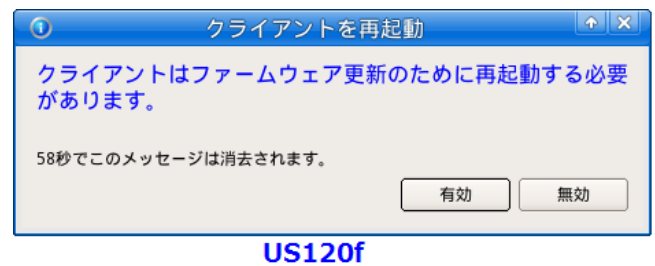 クライアントを再起動
クライアントはファームウェア更新のために再起動する必要
があります。
58秒でこのメッセージは消去されます。
有効 無効
US120f